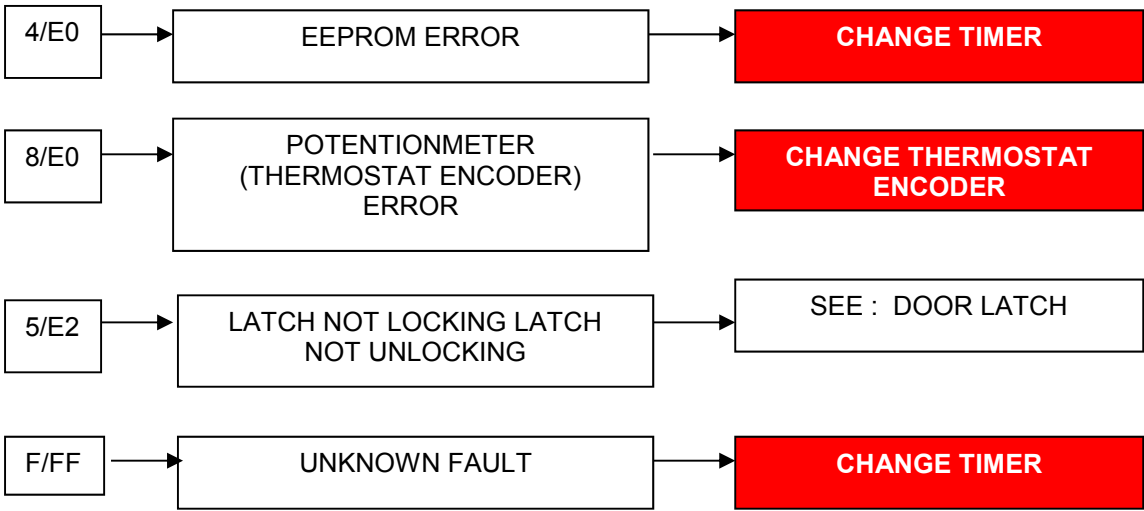 4/E0
EEPROM ERROR
CHANGE TIMER
8/E0
POTENTIONMETER
(THERMOSTAT ENCODER)
ERROR
CHANGE THERMOSTAT
ENCODER
5/E2
LATCH NOT LOCKING LATCH
NOT UNLOCKING
SEE : DOOR LATCH
F/FF
UNKNOWN FAULT
CHANGE TIMER